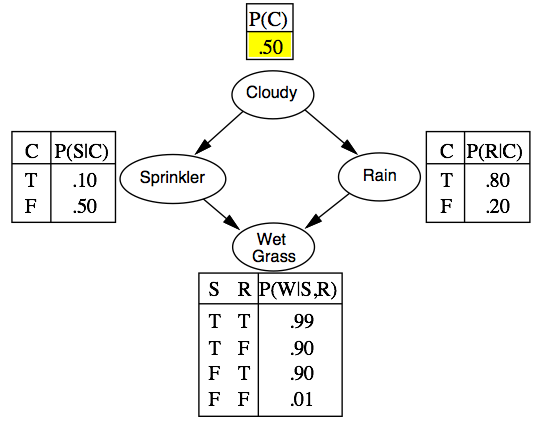 P(C)
.50
Cloudy
C P(S|C)
T .10
F .50
Sprinkler
Rain
C P(R|C)
T .80
F .20
Wet
Grass
S R P(W|S,R)
T T .99
T F .90
F T .90
F F .01